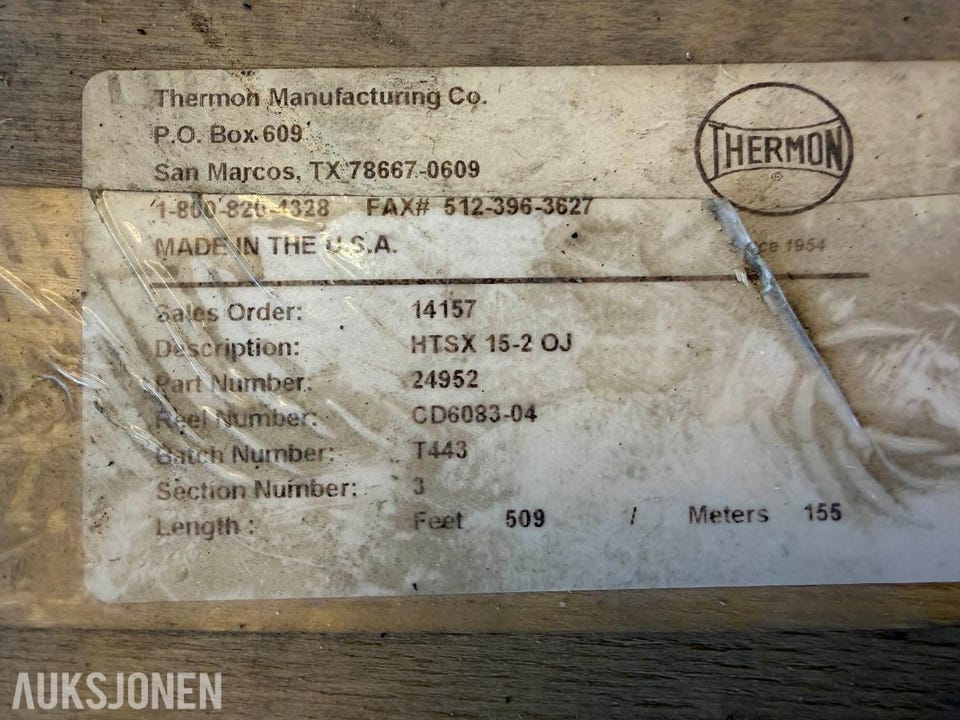 Thermon Manufacturing Co.
P.O. Box 609
San Marcos, TX 78667-0609
1-800-820-4328 FAX# 512-396-3627
MADE IN THE U.S.A.
THERMON
®
Since 1954
Sales Order: 14157
Description: HTSX 15-2 OJ
Part Number: 24952
Reel Number: CD6083-04
Batch Number: T443
Section Number: 3
Length : Feet 509 / Meters 155
AUKSJONEN